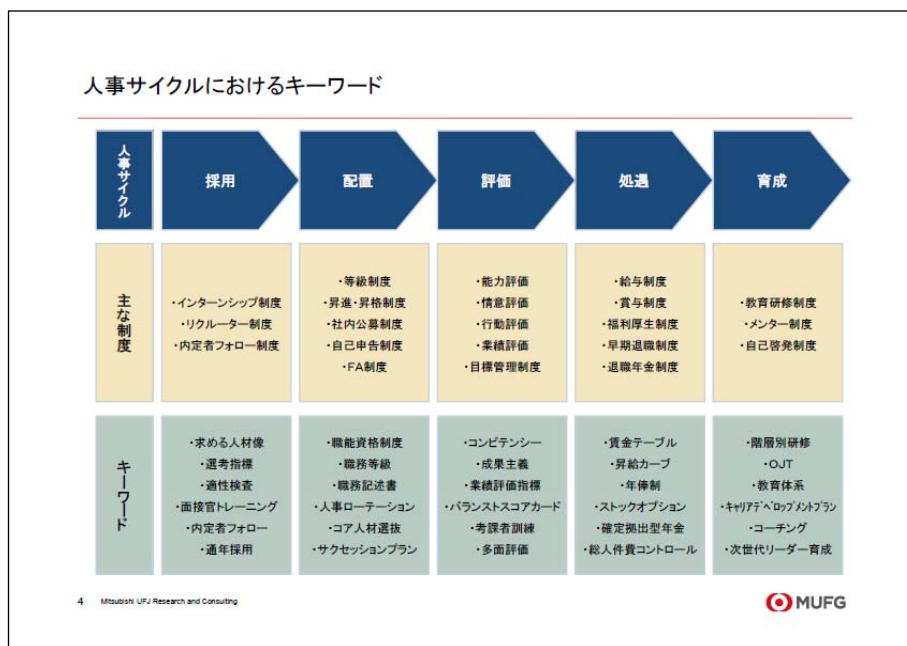 人事サイクルにおけるキーワード
人事サイクル
採用
配置
評価
処遇
育成
主な制度
・インターンシップ制度
・リクルーター制度
・内定者フォロー制度
・等級制度
・昇進・昇格制度
・社内公募制度
・自己申告制度
・FA制度
・能力評価
・情意評価
・行動評価
・業績評価
・目標管理制度
・給与制度
・賞与制度
・福利厚生制度
・早期退職制度
・退職年金制度
・教育研修制度
・メンター制度
・自己啓発制度
キーワード
・求める人材像
・選考指標
・適性検査
・面接官トレーニング
・内定者フォロー
・通年採用
・職能資格制度
・職務等級
・職務記述書
・人事ローテーション
・コア人材選抜
・サクセッションプラン
・コンピテンシー
・成果主義
・業績評価指標
・バランストスコアカード
・考課者訓練
・多面評価
・賃金テーブル
・昇給カーブ
・年俸制
・ストックオプション
・確定拠出型年金
・総人件費コントロール
・階層別研修
・OJT
・教育体系
・キャリアデベロップメントプラン
・コーチング
・次世代リーダー育成
4 Mitsubishi UFJ Research and Consulting
MUFG